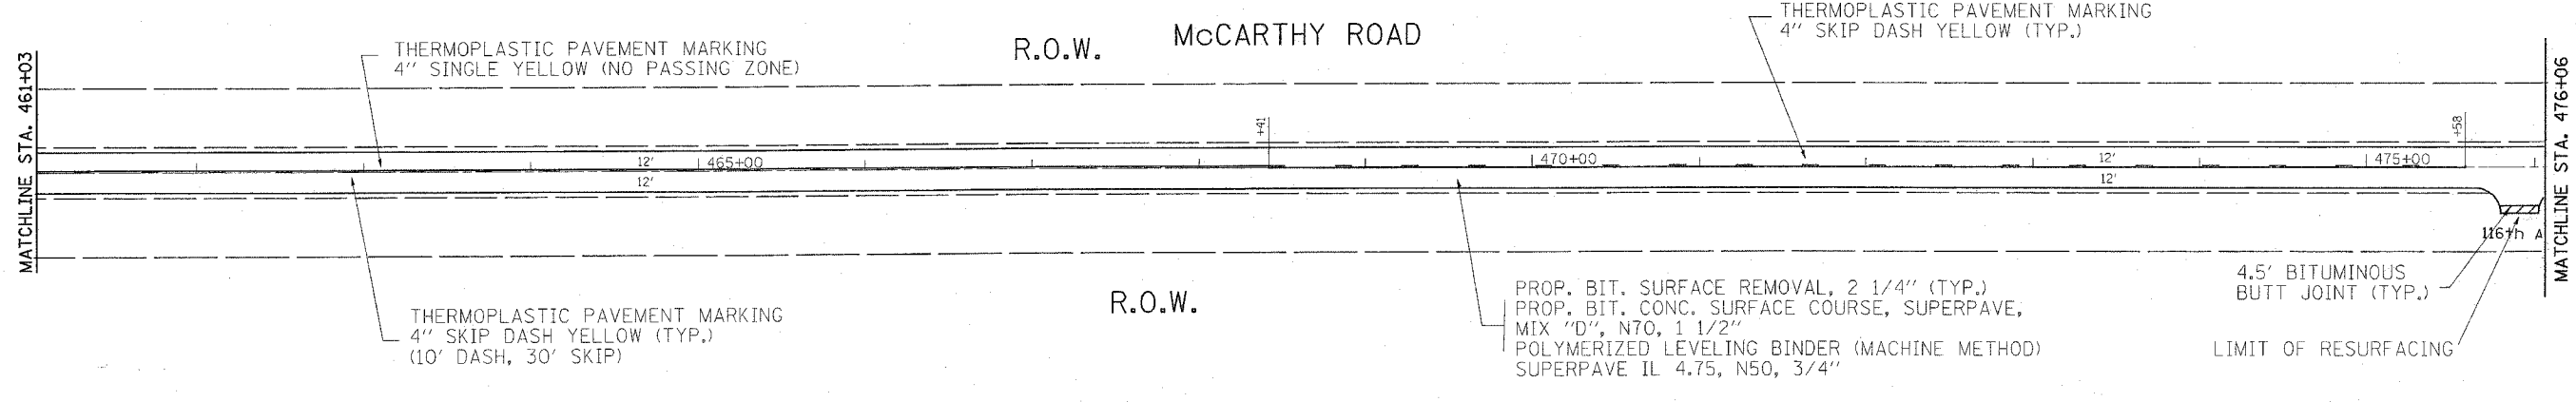 THERMOPLASTIC PAVEMENT MARKING
4" SKIP DASH YELLOW (TYP.)
McCARTHY ROAD
R.O.W.
THERMOPLASTIC PAVEMENT MARKING
4" SINGLE YELLOW (NO PASSING ZONE)
MATCHLINE STA. 461+03
MATCHLINE STA. 476+06
+41
+58
12'
465+00
470+00
12'
475+00
12'
12'
116th A
R.O.W.
THERMOPLASTIC PAVEMENT MARKING
4" SKIP DASH YELLOW (TYP.)
(10' DASH, 30' SKIP)
PROP. BIT. SURFACE REMOVAL, 2 1/4" (TYP.)
PROP. BIT. CONC. SURFACE COURSE, SUPERPAVE,
MIX "D", N70, 1 1/2"
POLYMERIZED LEVELING BINDER (MACHINE METHOD)
SUPERPAVE IL 4.75, N50, 3/4"
4.5' BITUMINOUS
BUTT JOINT (TYP.)
LIMIT OF RESURFACING